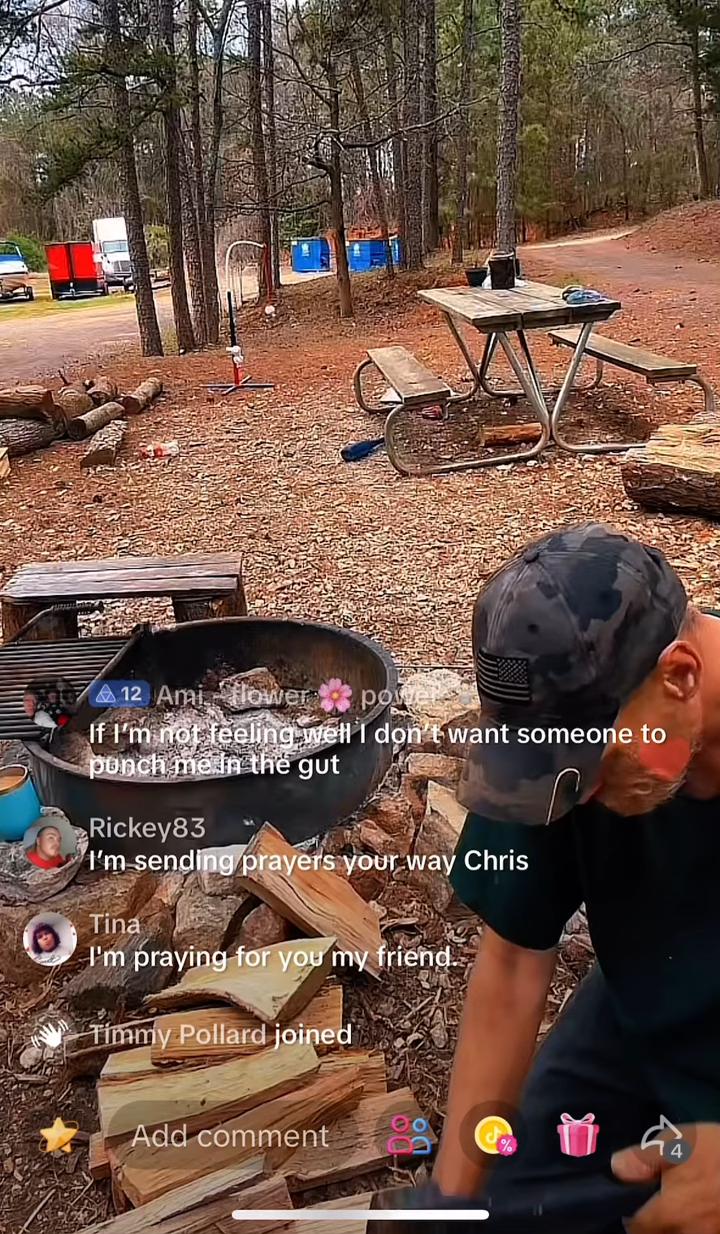 12 Ami - flower 🌸 power
If I'm not feeling well I don't want someone to
punch me in the gut
Rickey83
I'm sending prayers your way Chris
Tina
I'm praying for you my friend.
Timmy Pollard joined
Add comment
%
4